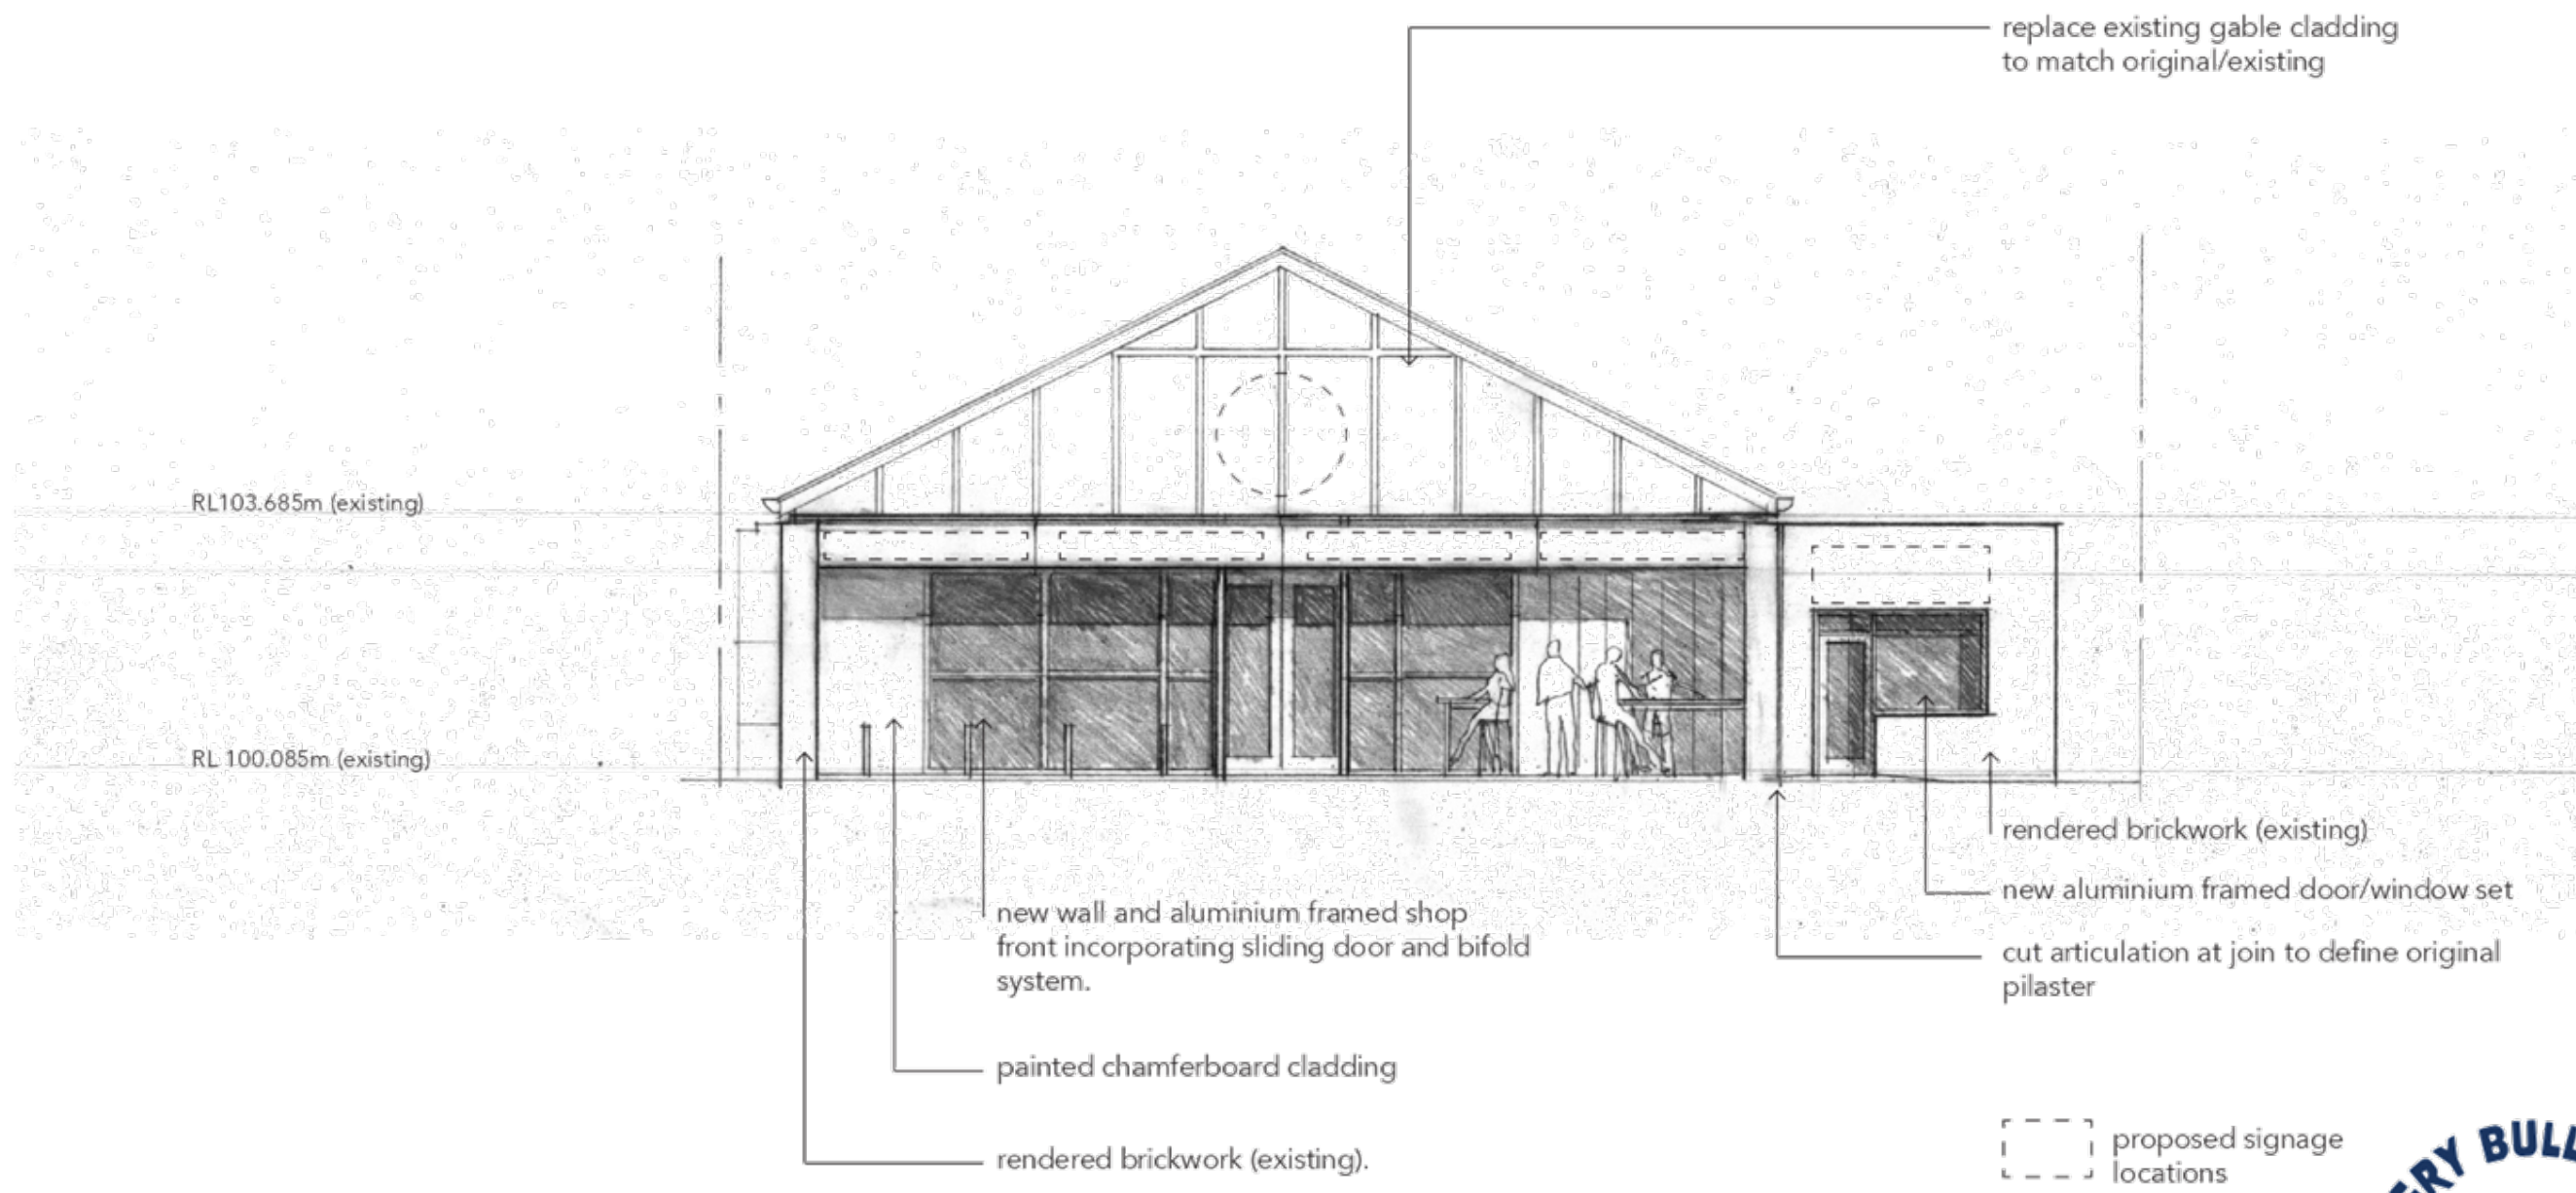 replace existing gable cladding
to match original/existing
RL103.685m (existing)
RL 100.085m (existing)
rendered brickwork (existing)
new aluminium framed door/window set
cut articulation at join to define original
pilaster
new wall and aluminium framed shop
front incorporating sliding door and bifold
system.
painted chamferboard cladding
rendered brickwork (existing).
proposed signage
locations